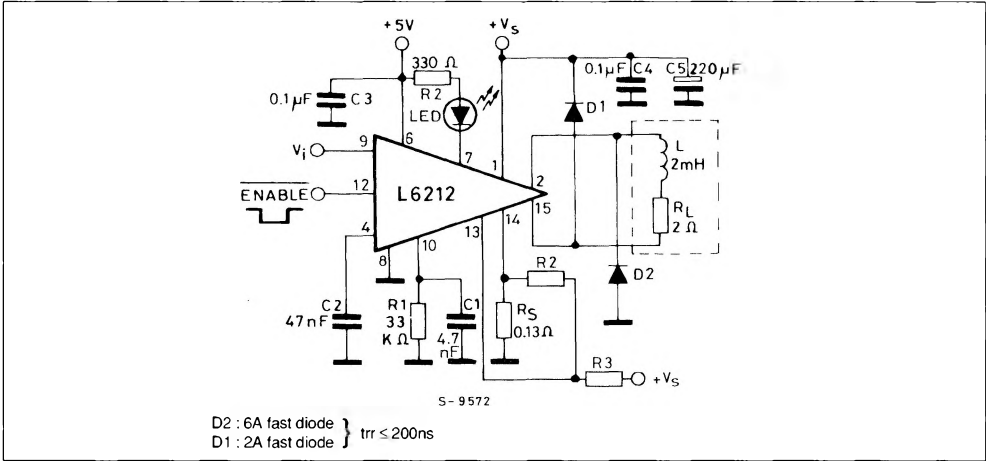 +5V
+Vs
330 Ω
R2
LED
0.1µF
C3
0.1µF
C4
C5
220µF
D1
Vi
9
6
7
1
L
2mH
ENABLE
12
L6212
2
15
RL
2 Ω
4
10
13
14
8
R2
D2
C2
47nF
R1
33
KΩ
C1
4.7
nF
RS
0.13Ω
R3
+Vs
S-9572
D2 : 6A fast diode
D1 : 2A fast diode
} trr ≤ 200ns